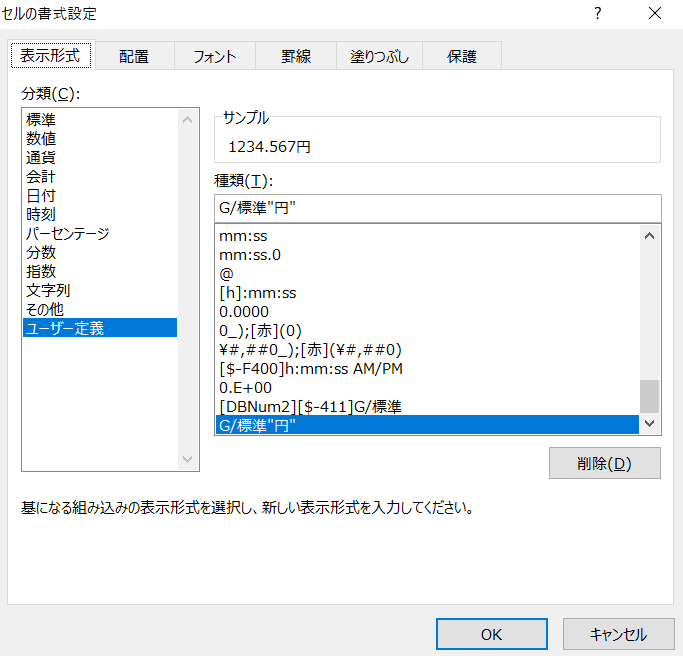 セルの書式設定
?
表示形式 配置 フォント 罫線 塗りつぶし 保護
分類(C):
標準
数値
通貨
会計
日付
時刻
パーセンテージ
分数
指数
文字列
その他
ユーザー定義
サンプル
1234.567円
種類(T):
G/標準"円"
mm:ss
mm:ss.0
@
[h]:mm:ss
0.0000
0_);[赤](0)
¥#,##0_);[赤](¥#,##0)
[$-F400]h:mm:ss AM/PM
0.E+00
[DBNum2][$-411]G/標準
G/標準"円"
削除(D)
基になる組み込みの表示形式を選択し、新しい表示形式を入力してください。
OK キャンセル